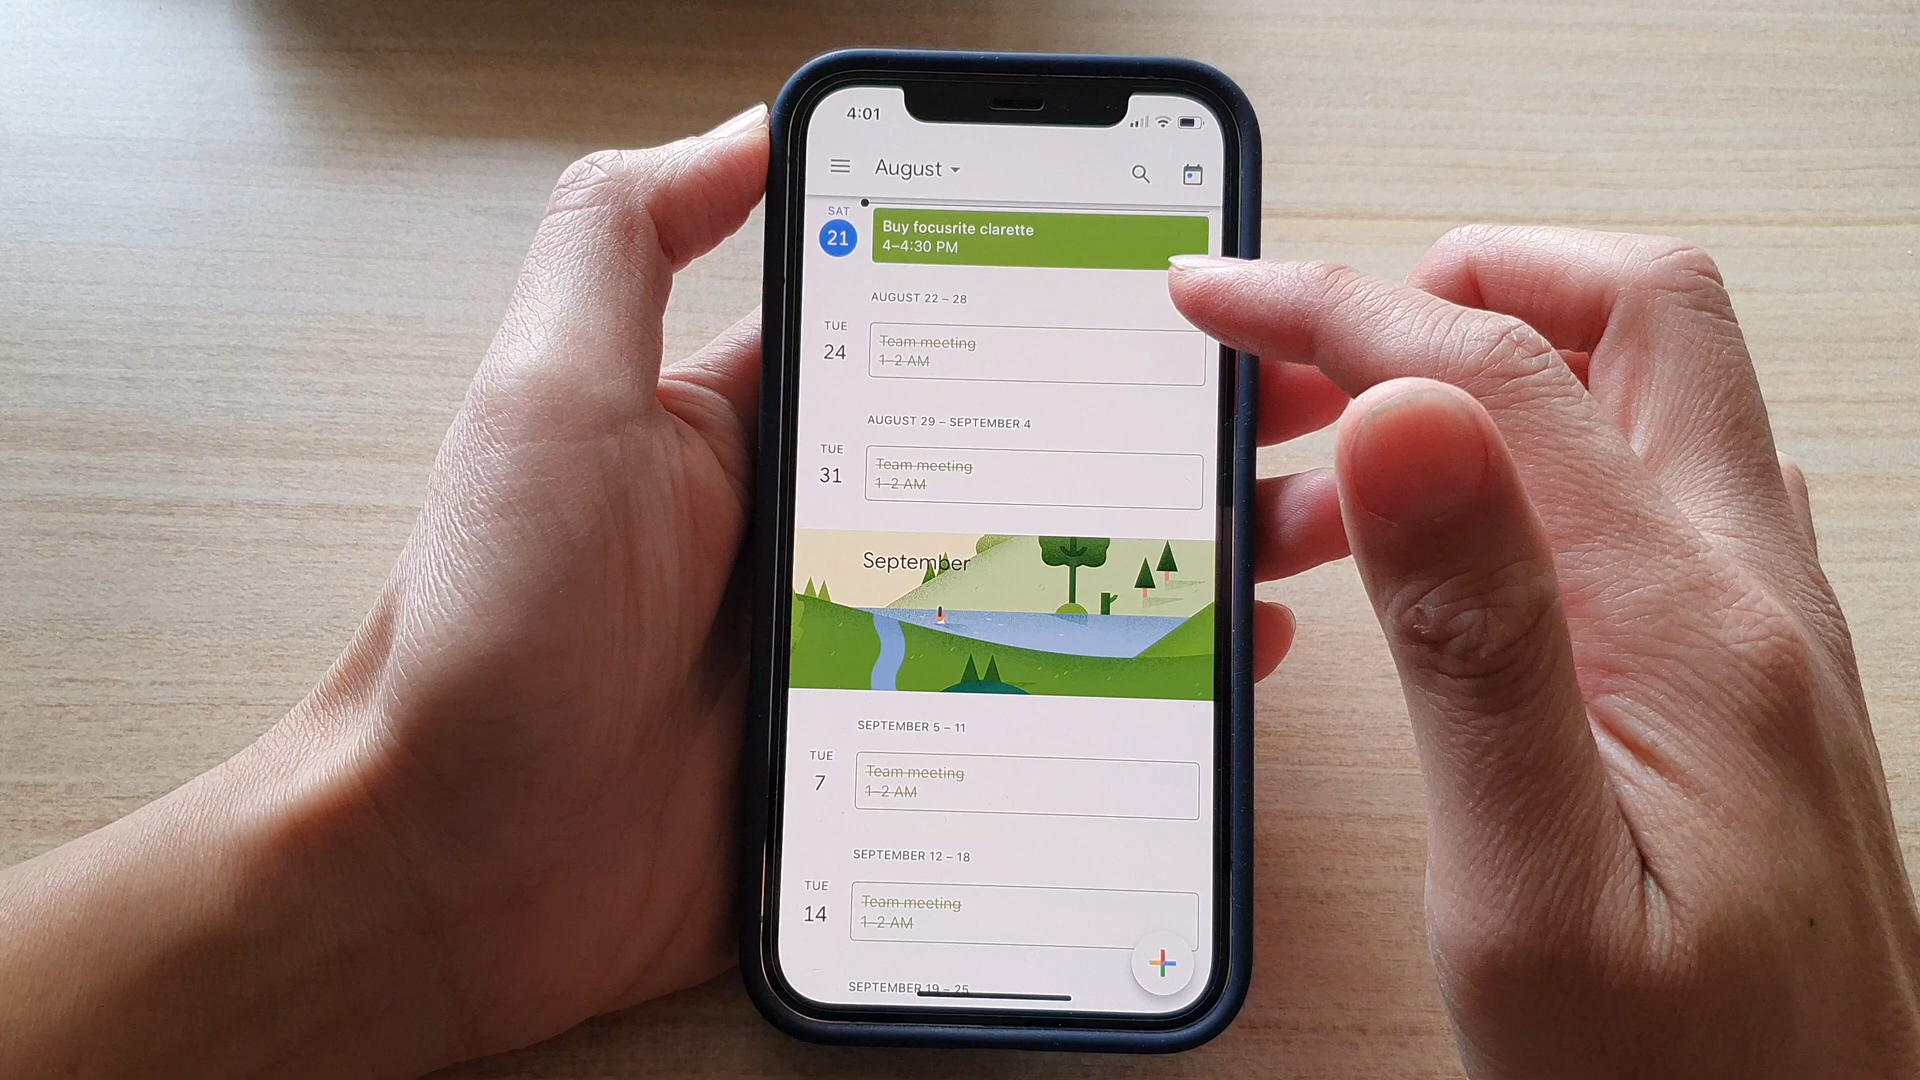 4:01
August
SAT
21
Buy focusrite clarette
4–4:30 PM
AUGUST 22 – 28
TUE
24
Team meeting
1–2 AM
AUGUST 29 – SEPTEMBER 4
TUE
31
Team meeting
1–2 AM
September
SEPTEMBER 5 – 11
TUE
7
Team meeting
1–2 AM
SEPTEMBER 12 – 18
TUE
14
Team meeting
1–2 AM
SEPTEMBER 19 – 25